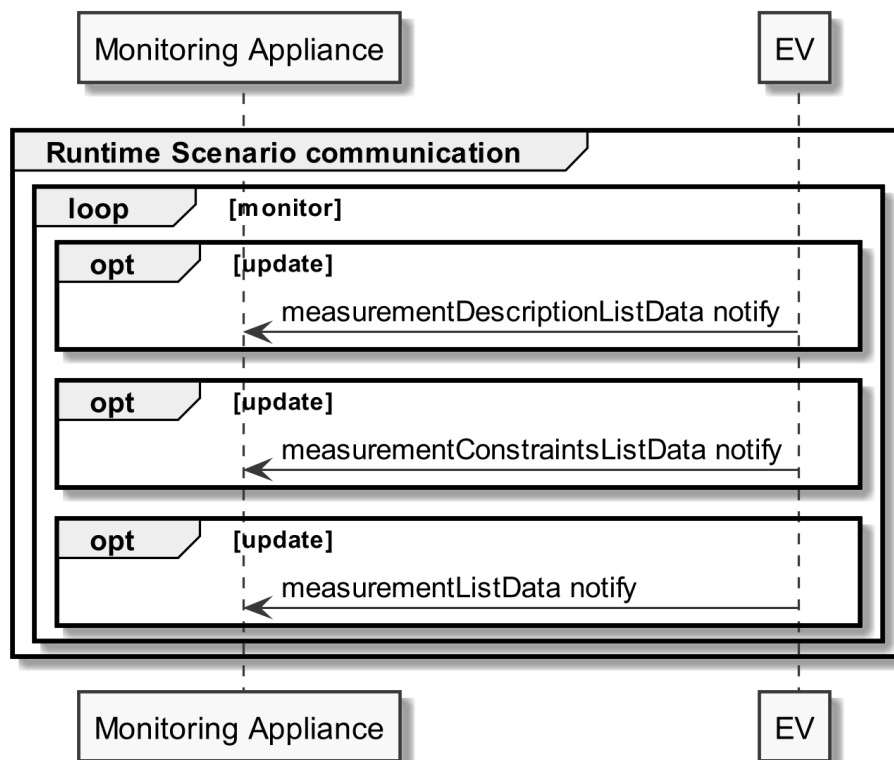 Monitoring Appliance EV
Runtime Scenario communication
loop [monitor]
opt [update]
measurementDescriptionListData notify
opt [update]
measurementConstraintsListData notify
opt [update]
measurementListData notify
Monitoring Appliance EV